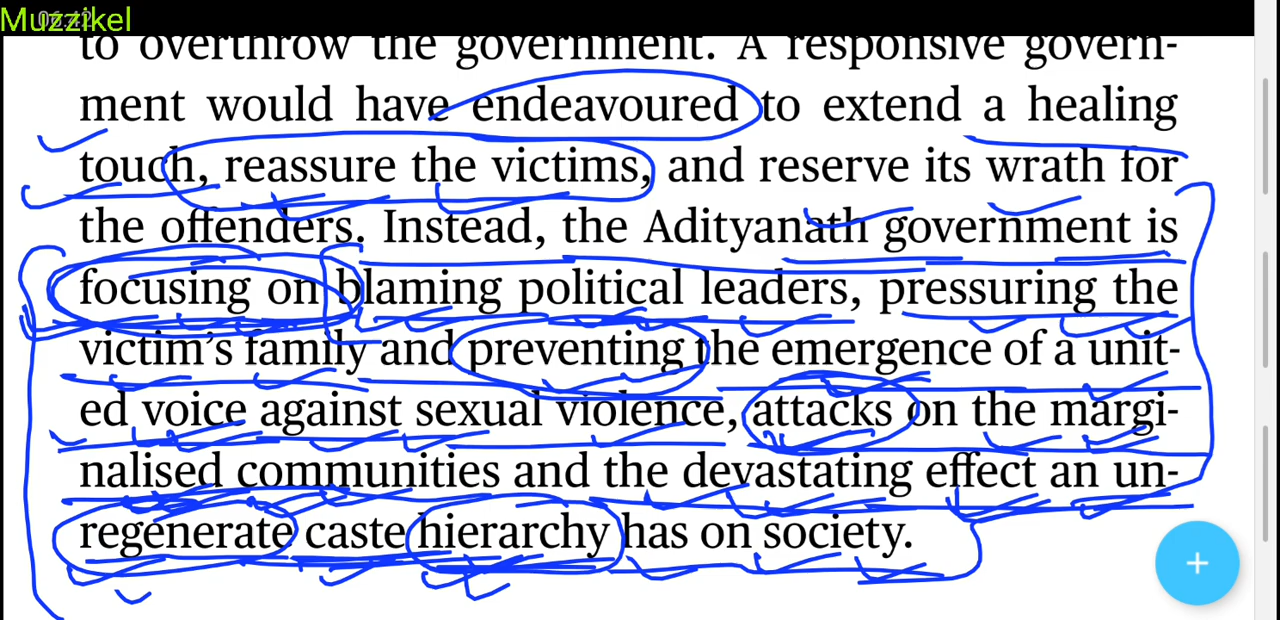 Muzzikel
06:42
to overthrow the government. A responsive govern-
ment would have endeavoured to extend a healing
touch, reassure the victims, and reserve its wrath for
the offenders. Instead, the Adityanath government is
focusing on blaming political leaders, pressuring the
victim's family and preventing the emergence of a unit-
ed voice against sexual violence, attacks on the margi-
nalised communities and the devastating effect an un-
regenerate caste hierarchy has on society.
+